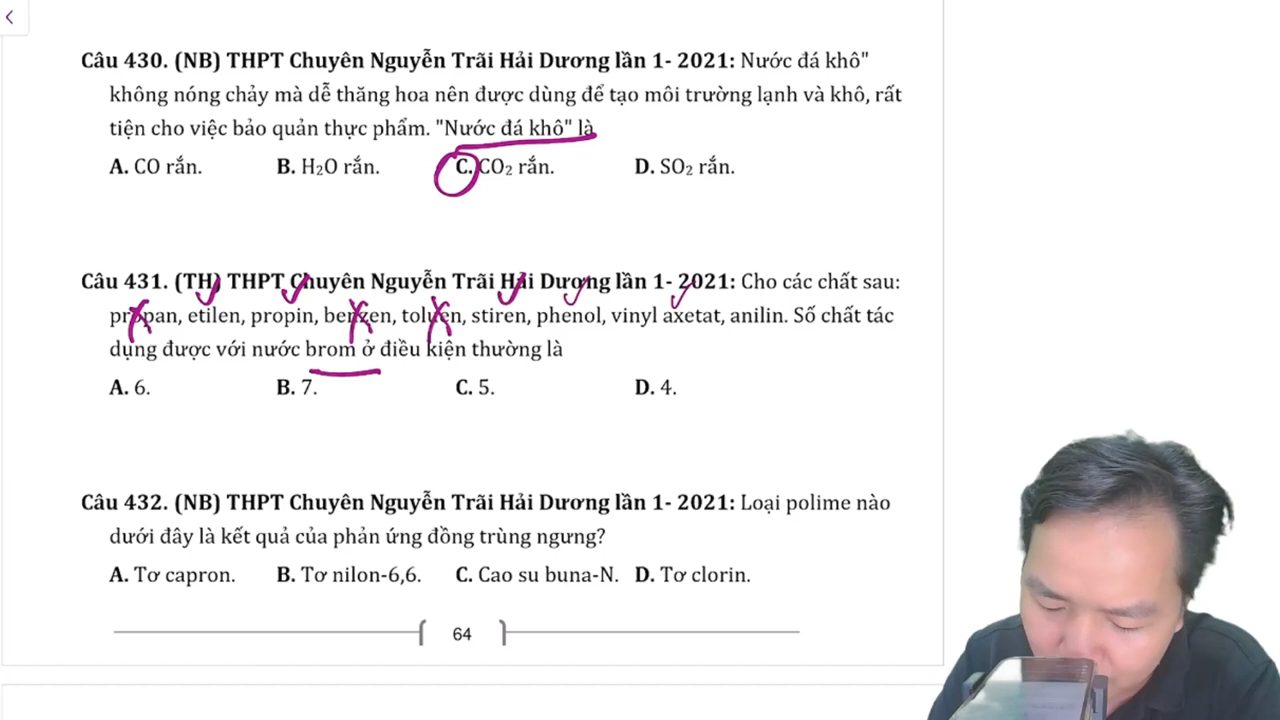 Câu 430. (NB) THPT Chuyên Nguyễn Trãi Hải Dương lần 1- 2021: Nước đá khô"
không nóng chảy mà dễ thăng hoa nên được dùng để tạo môi trường lạnh và khô, rất
tiện cho việc bảo quản thực phẩm. "Nước đá khô" là
A. CO rắn. B. H₂O rắn. C. CO₂ rắn. D. SO₂ rắn.
Câu 431. (TH) THPT Chuyên Nguyễn Trãi Hải Dương lần 1- 2021: Cho các chất sau:
propan, etilen, propin, benzen, toluen, stiren, phenol, vinyl axetat, anilin. Số chất tác
dụng được với nước brom ở điều kiện thường là
A. 6. B. 7. C. 5. D. 4.
Câu 432. (NB) THPT Chuyên Nguyễn Trãi Hải Dương lần 1- 2021: Loại polime nào
dưới đây là kết quả của phản ứng đồng trùng ngưng?
A. Tơ capron. B. Tơ nilon-6,6. C. Cao su buna-N. D. Tơ clorin.
64